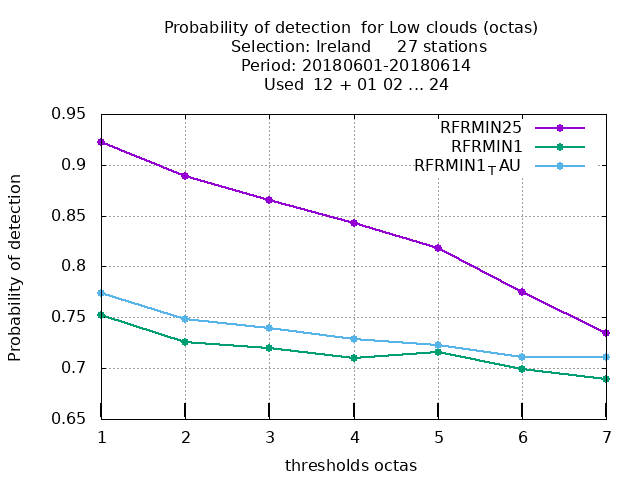 Probability of detection  for Low clouds (octas)
Selection: Ireland     27 stations
Period: 20180601-20180614
Used  12 + 01 02 ... 24
RFRMIN25
RFRMIN1
RFRMIN1TAU
0.95
0.9
0.85
0.8
0.75
0.7
0.65
Probability of detection
1 2 3 4 5 6 7
thresholds octas